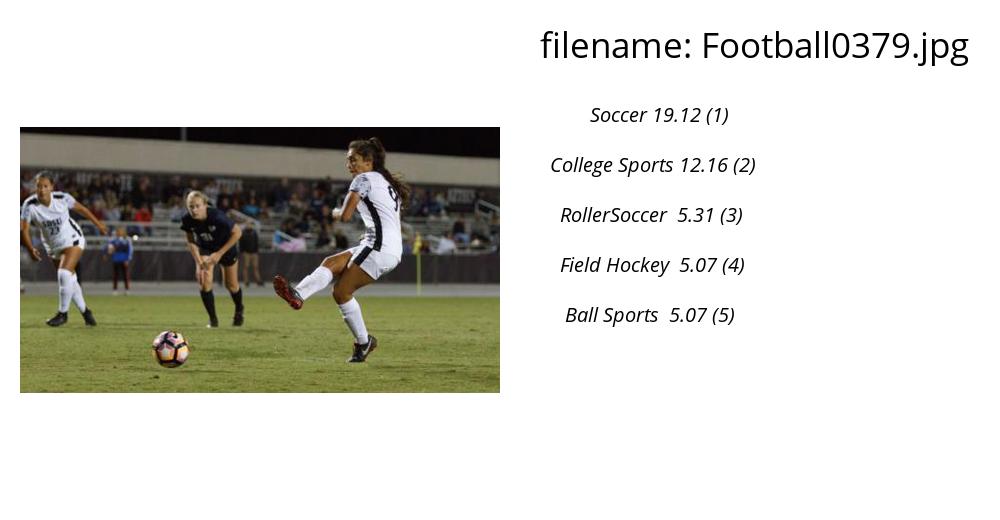 filename: Football0379.jpg
Soccer 19.12 (1)
College Sports 12.16 (2)
RollerSoccer 5.31 (3)
Field Hockey 5.07 (4)
Ball Sports 5.07 (5)
SDSU